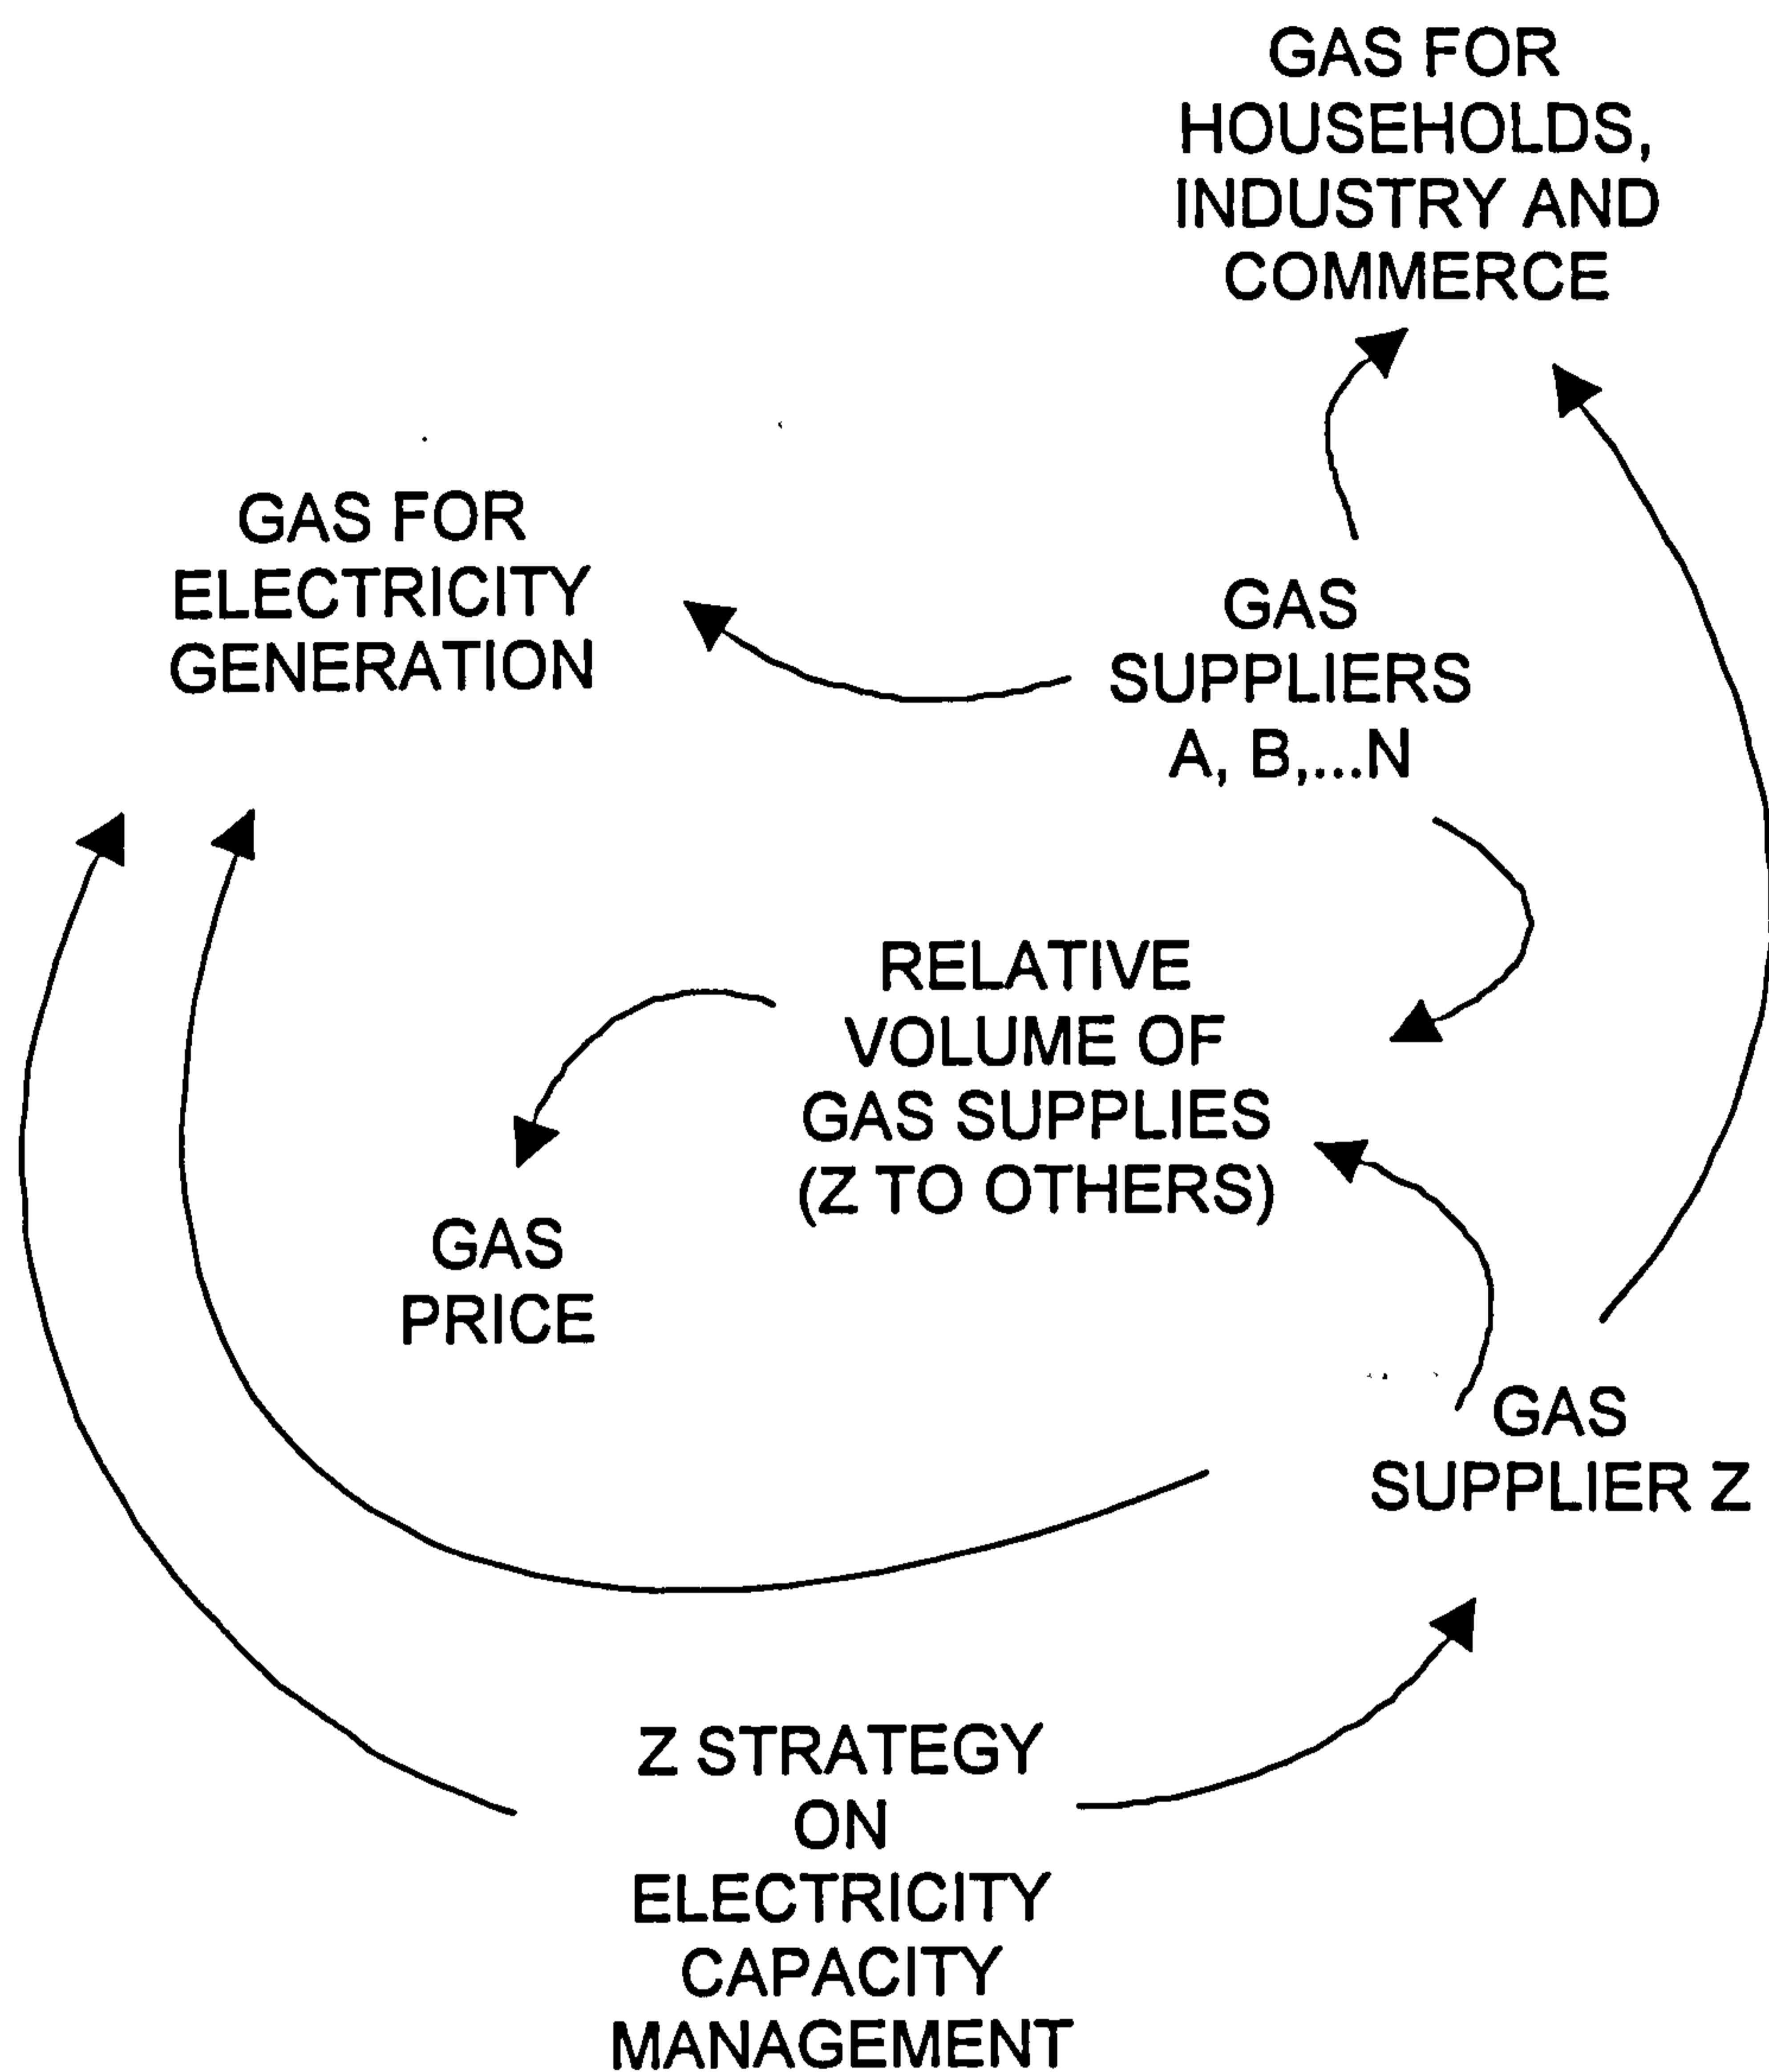 GAS FOR
HOUSEHOLDS,
INDUSTRY AND
COMMERCE
GAS FOR
ELECTRICITY
GENERATION
GAS
SUPPLIERS
A, B,...N
RELATIVE
VOLUME OF
GAS SUPPLIES
(Z TO OTHERS)
GAS
PRICE
GAS
SUPPLIER Z
Z STRATEGY
ON
ELECTRICITY
CAPACITY
MANAGEMENT